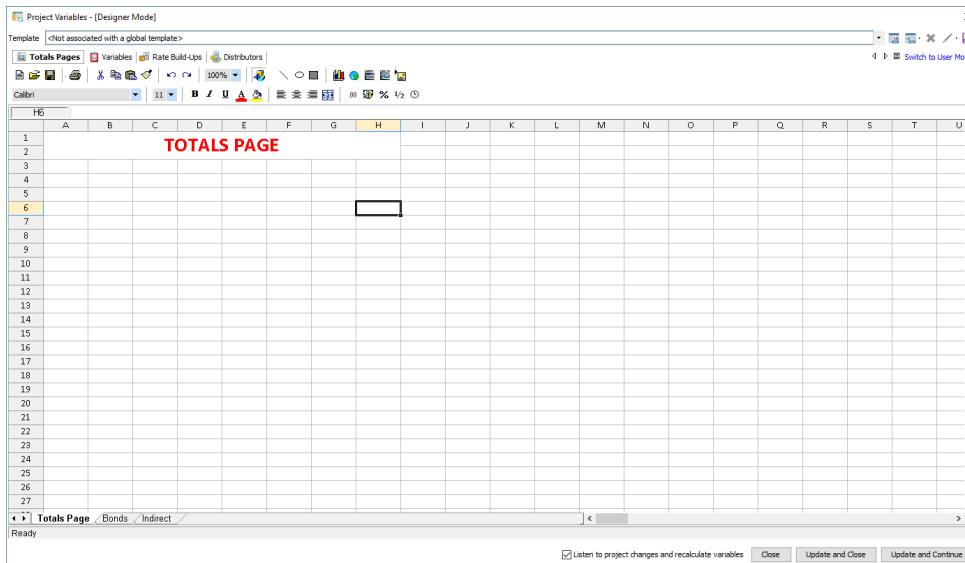 Project Variables - [Designer Mode]
Template <Not associated with a global template>
Totals Pages Variables Rate Build-Ups Distributors Switch to User Mo
100%
Calibri 11 B I U A .00 % 1/2
H6
A B C D E F G H I J K L M N O P Q R S T U
1 TOTALS PAGE
2
3
4
5
6
7
8
9
10
11
12
13
14
15
16
17
18
19
20
21
22
23
24
25
26
27
Totals Page Bonds Indirect
Ready
Listen to project changes and recalculate variables Close Update and Close Update and Continue